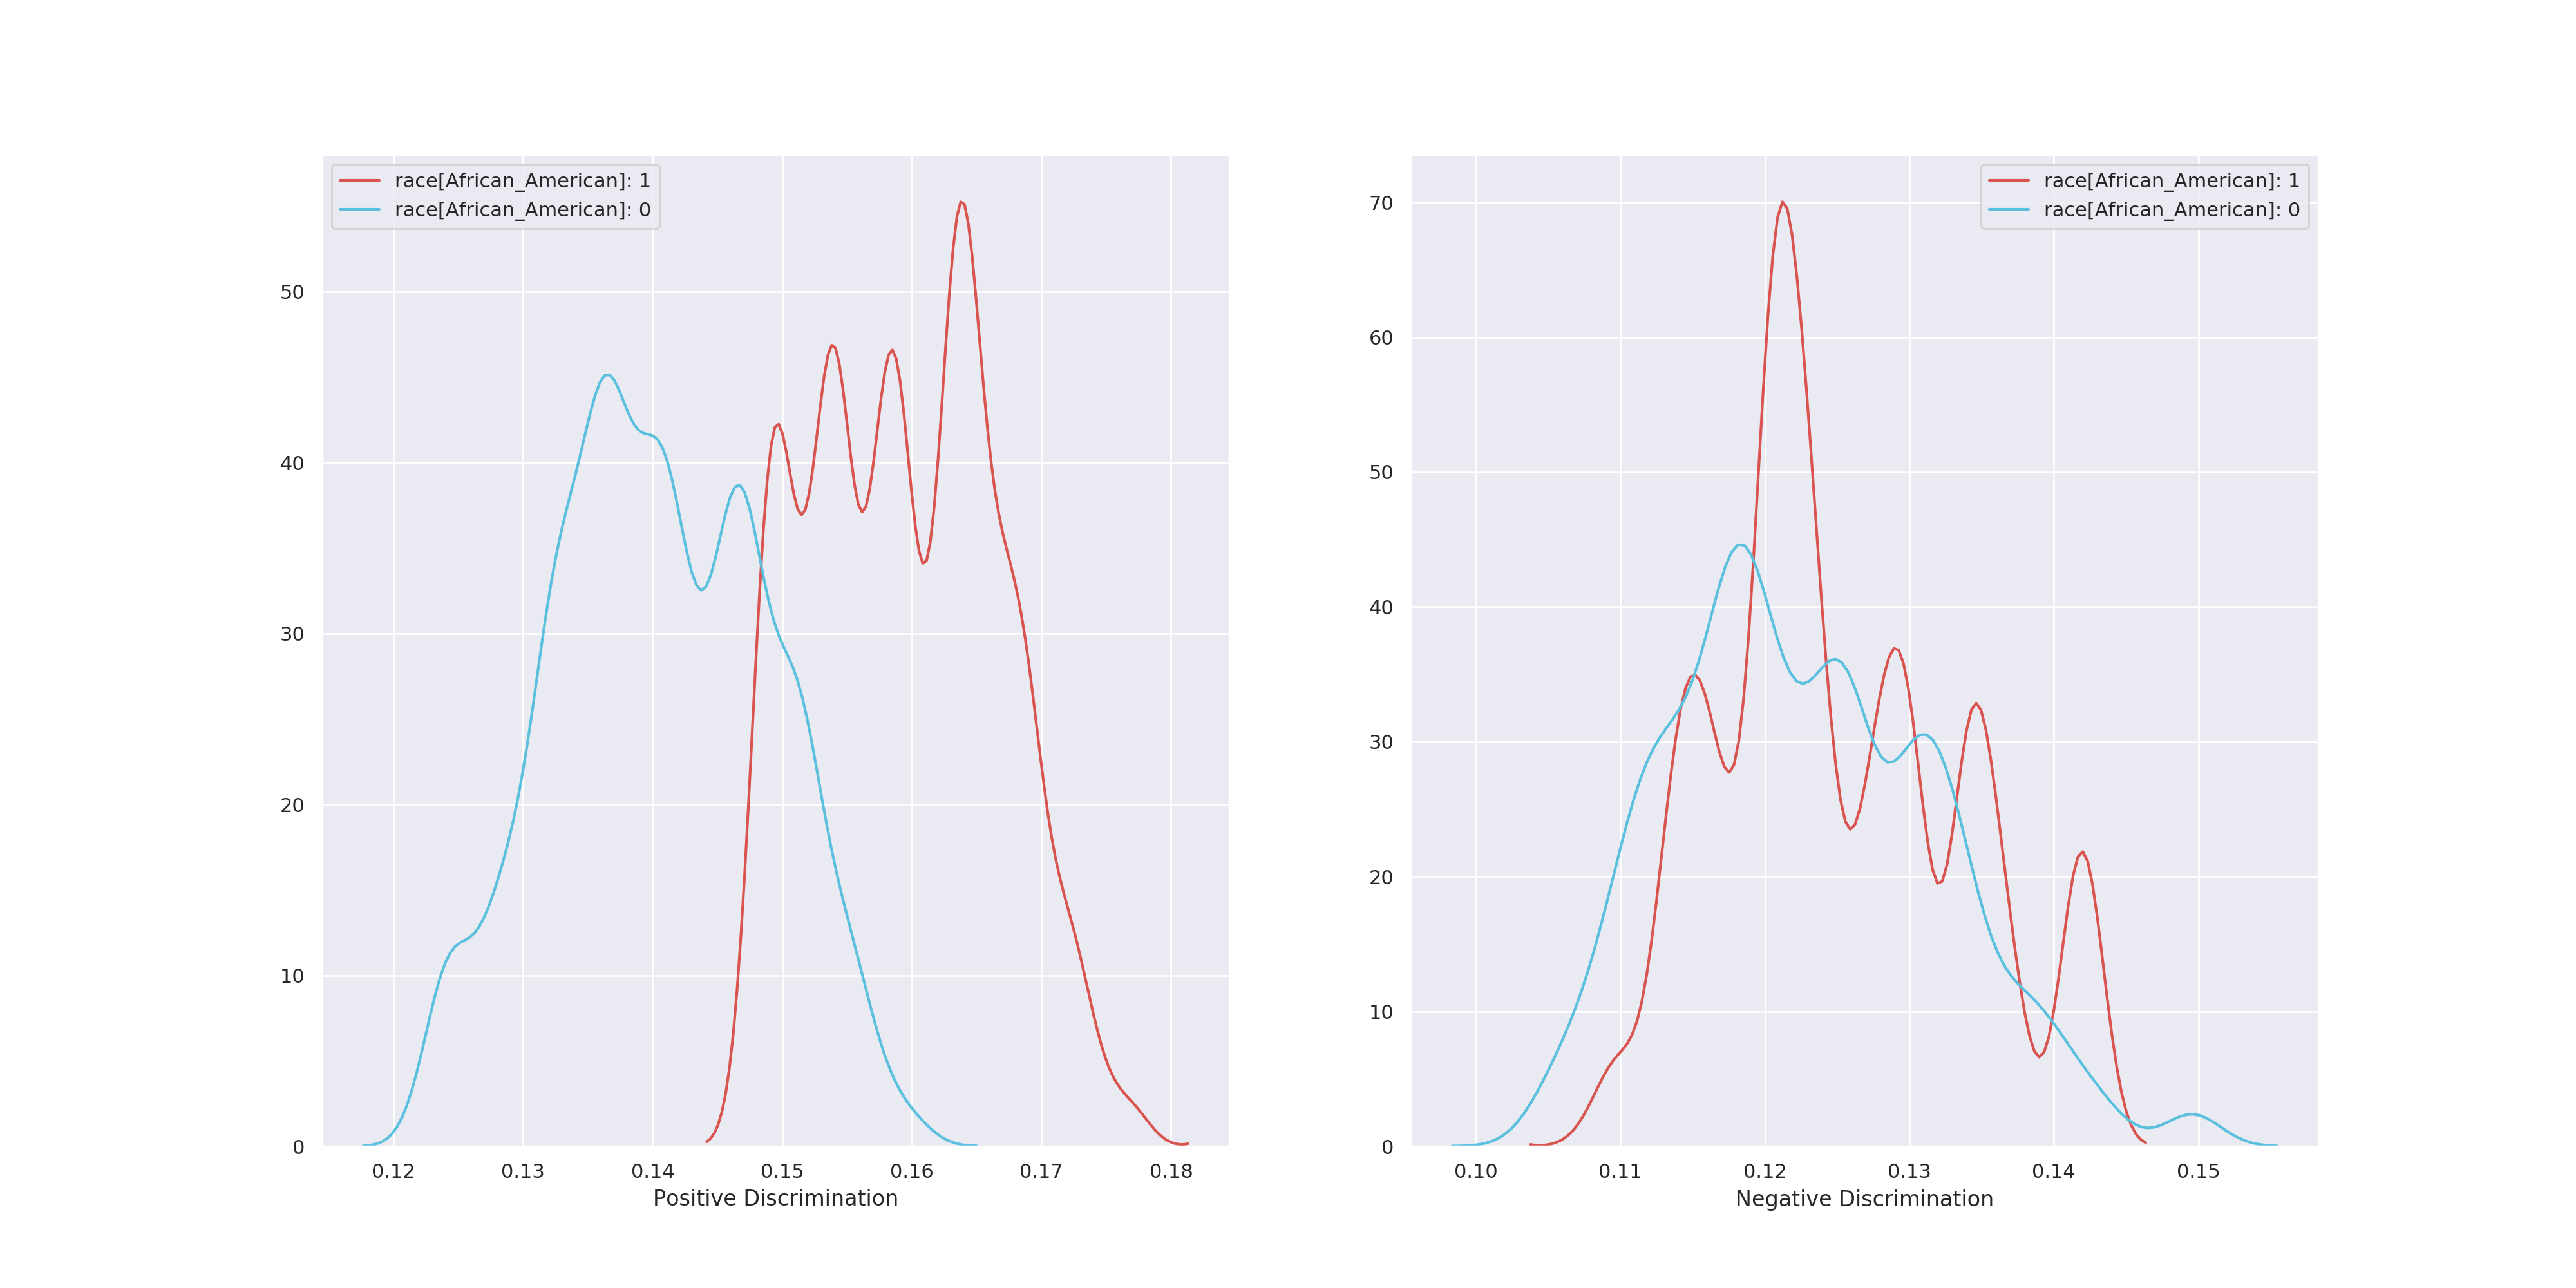 race[African_American]: 1
race[African_American]: 0
50
40
30
20
10
0
0.12 0.13 0.14 0.15 0.16 0.17 0.18
Positive Discrimination
race[African_American]: 1
race[African_American]: 0
70
60
50
40
30
20
10
0
0.10 0.11 0.12 0.13 0.14 0.15
Negative Discrimination